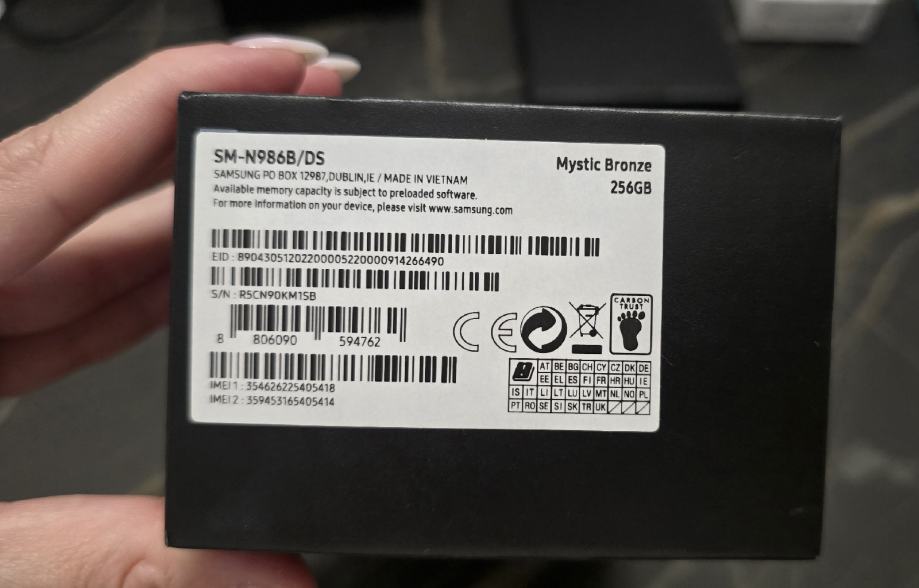 SM-N986B/DS
SAMSUNG PO BOX 12987,DUBLIN,IE / MADE IN VIETNAM
Available memory capacity is subject to preloaded software.
For more information on your device, please visit www.samsung.com
Mystic Bronze
256GB
EID : 89043051202200005220000914266490
S/N : R5CN90KM1SB
8 806090 594762
IMEI 1 : 354626225405418
IMEI 2 : 359453165405414
CE
CARBON
TRUST
AT BE BG CH CY CZ DK DE
EE EL ES FI FR HR HU IE
IS IT LI LT LU LV MT NL NO PL
PT RO SE SI SK TR UK